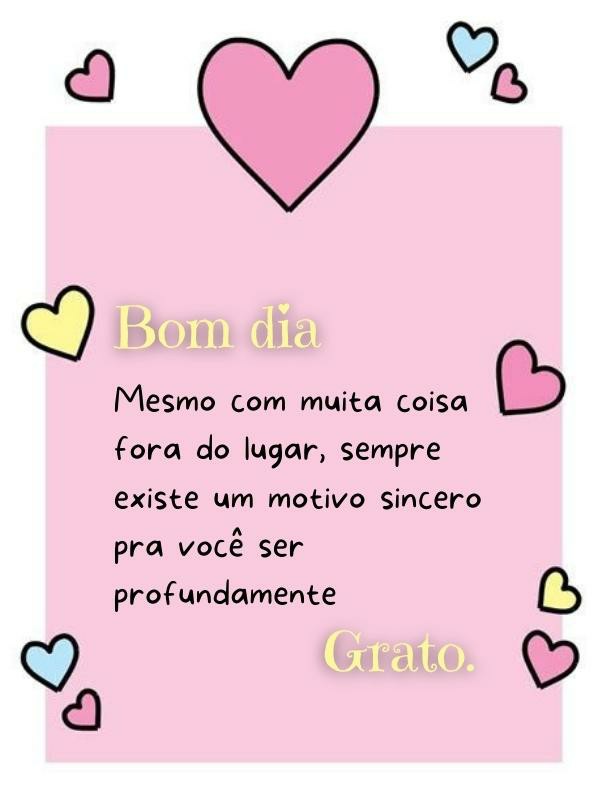 Bom dia
Mesmo com muita coisa
fora do lugar, sempre
existe um motivo sincero
pra você ser
profundamente
Grato.